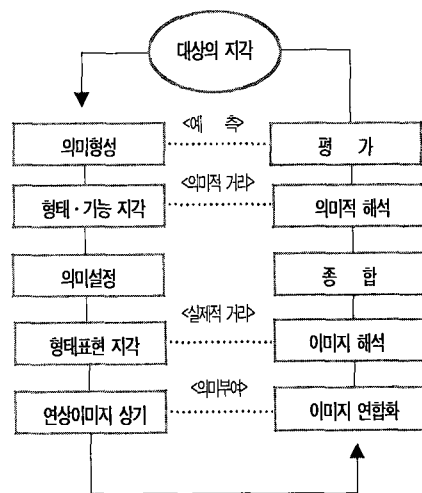 대상의 지각
<예 측>
의미형성
평 가
<의미적 거리>
형태·기능 지각
의미적 해석
의미설정
종 합
<실제적 거리>
형태표현 지각
이미지 해석
<의미부여>
연상이미지 상기
이미지 연합화